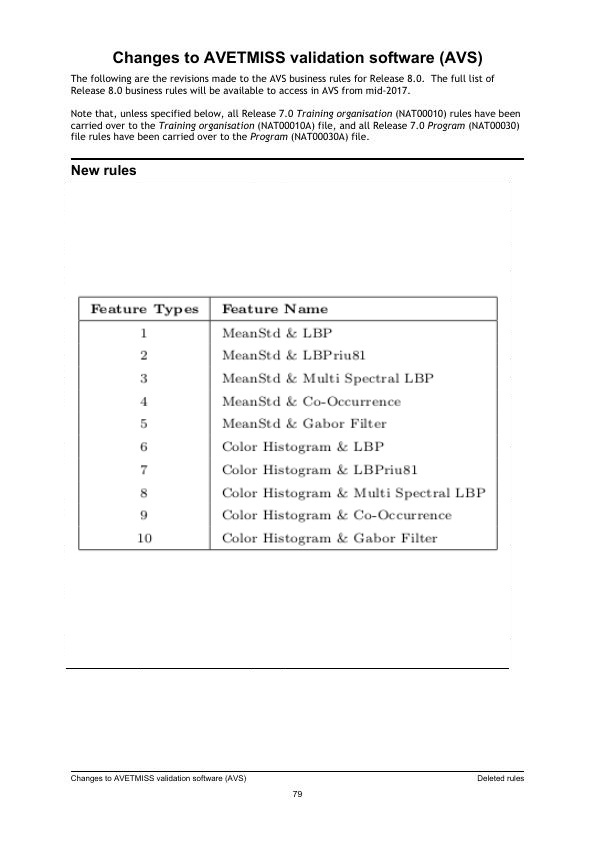 Changes to AVETMISS validation software (AVS)
The following are the revisions made to the AVS business rules for Release 8.0. The full list of
Release 8.0 business rules will be available to access in AVS from mid-2017.
Note that, unless specified below, all Release 7.0 Training organisation (NAT00010) rules have been
carried over to the Training organisation (NAT00010A) file, and all Release 7.0 Program (NAT00030)
file rules have been carried over to the Program (NAT00030A) file.
New rules
Feature Types Feature Name
1 MeanStd & LBP
2 MeanStd & LBPriu81
3 MeanStd & Multi Spectral LBP
4 MeanStd & Co-Occurrence
5 MeanStd & Gabor Filter
6 Color Histogram & LBP
7 Color Histogram & LBPriu81
8 Color Histogram & Multi Spectral LBP
9 Color Histogram & Co-Occurrence
10 Color Histogram & Gabor Filter
Changes to AVETMISS validation software (AVS) Deleted rules
79